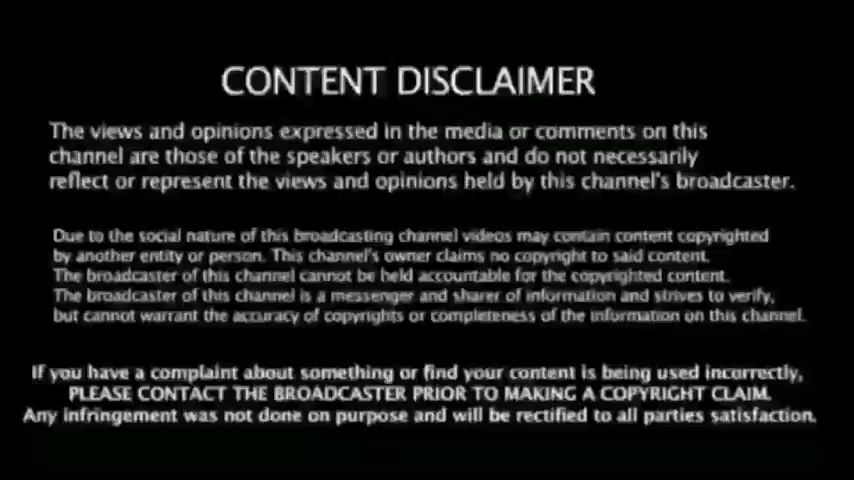 CONTENT DISCLAIMER
The views and opinions expressed in the media or comments on this
channel are those of the speakers or authors and do not necessarily
reflect or represent the views and opinions held by this channel's broadcaster.
Due to the social nature of this broadcasting channel videos may contain content copyrighted
by another entity or person. This channel's owner claims no copyright to said content.
The broadcaster of this channel cannot be held accountable for the copyrighted content.
The broadcaster of this channel is a messenger and sharer of information and strives to verify,
but cannot warrant the accuracy of copyrights or completeness of the information on this channel.
If you have a complaint about something or find your content is being used incorrectly,
PLEASE CONTACT THE BROADCASTER PRIOR TO MAKING A COPYRIGHT CLAIM.
Any infringement was not done on purpose and will be rectified to all parties satisfaction.